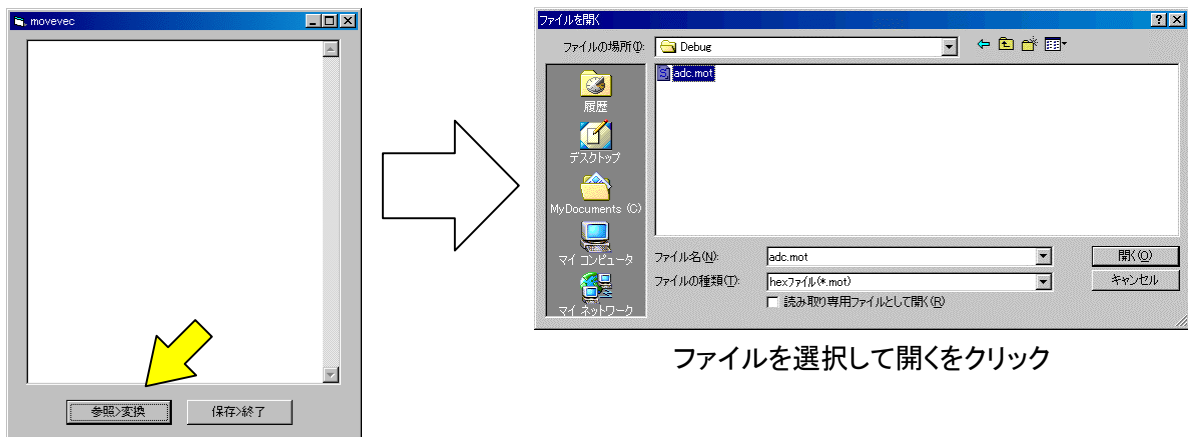 movevec
参照>変換
保存>終了
ファイルを開く
ファイルの場所(I):
Debug
adc.mot
履歴
デスクトップ
MyDocuments (C)
マイ コンピュータ
マイ ネットワーク
ファイル名(N):
adc.mot
開く(O)
ファイルの種類(T):
hexファイル(*.mot)
キャンセル
読み取り専用ファイルとして開く(R)
ファイルを選択して開くをクリック